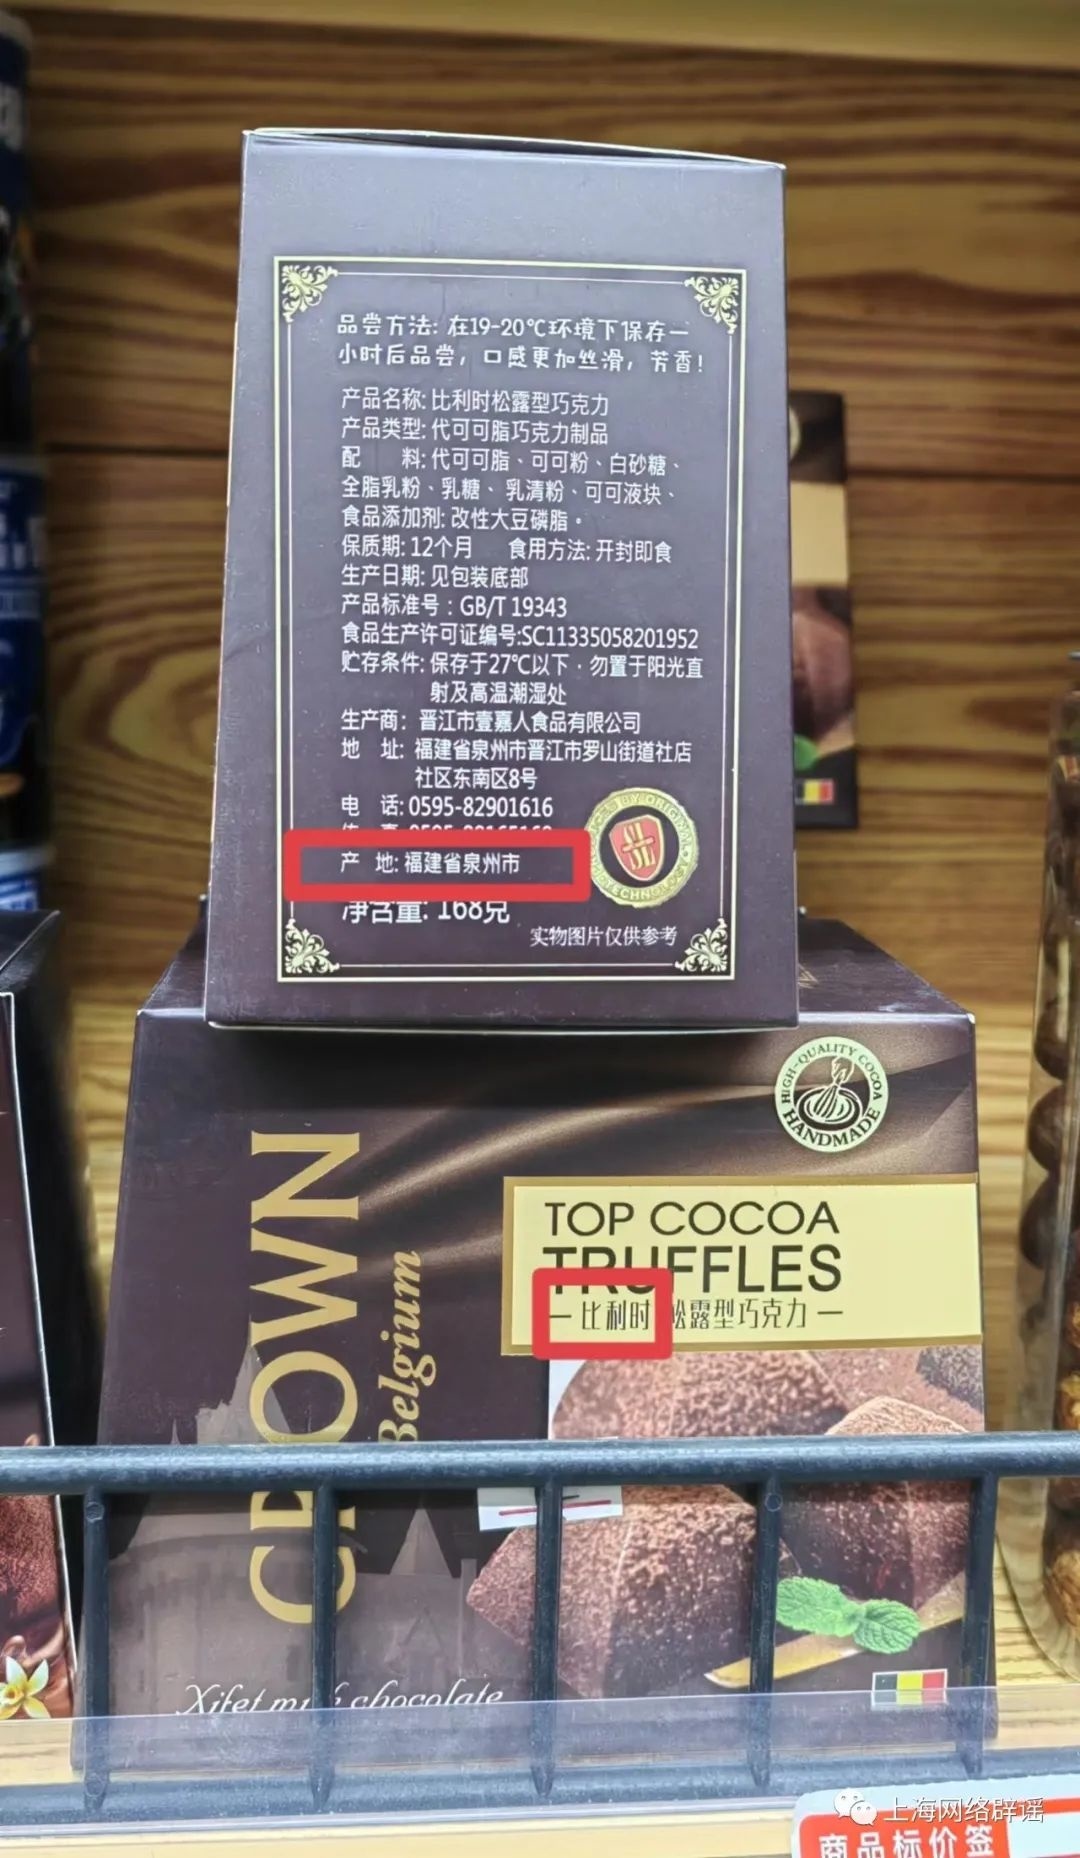 品尝方法: 在19-20℃环境下保存一
小时后品尝，口感更加丝滑，芳香!
产品名称: 比利时松露型巧克力
产品类型: 代可可脂巧克力制品
配 料: 代可可脂、可可粉、白砂糖、
全脂乳粉、乳糖、乳清粉、可可液块、
食品添加剂: 改性大豆磷脂。
保质期: 12个月 食用方法: 开封即食
生产日期: 见包装底部
产品标准号：GB/T 19343
食品生产许可证编号:SC11335058201952
贮存条件: 保存于27℃以下，勿置于阳光直
射及高温潮湿处
生产商：晋江市壹嘉人食品有限公司
地 址: 福建省泉州市晋江市罗山街道社店
社区东南区8号
电 话: 0595-82901616
产 地: 福建省泉州市
净含量: 168克
BY ORIGINAL
TECHNOLOGY
实物图片仅供参考
HIGH-QUALITY COCOA
HANDMADE
CROWN
Belgium
TOP COCOA
TRUFFLES
— 比利时松露型巧克力 —
Xifet milk chocolate
上海网络辟谣
商品标价签